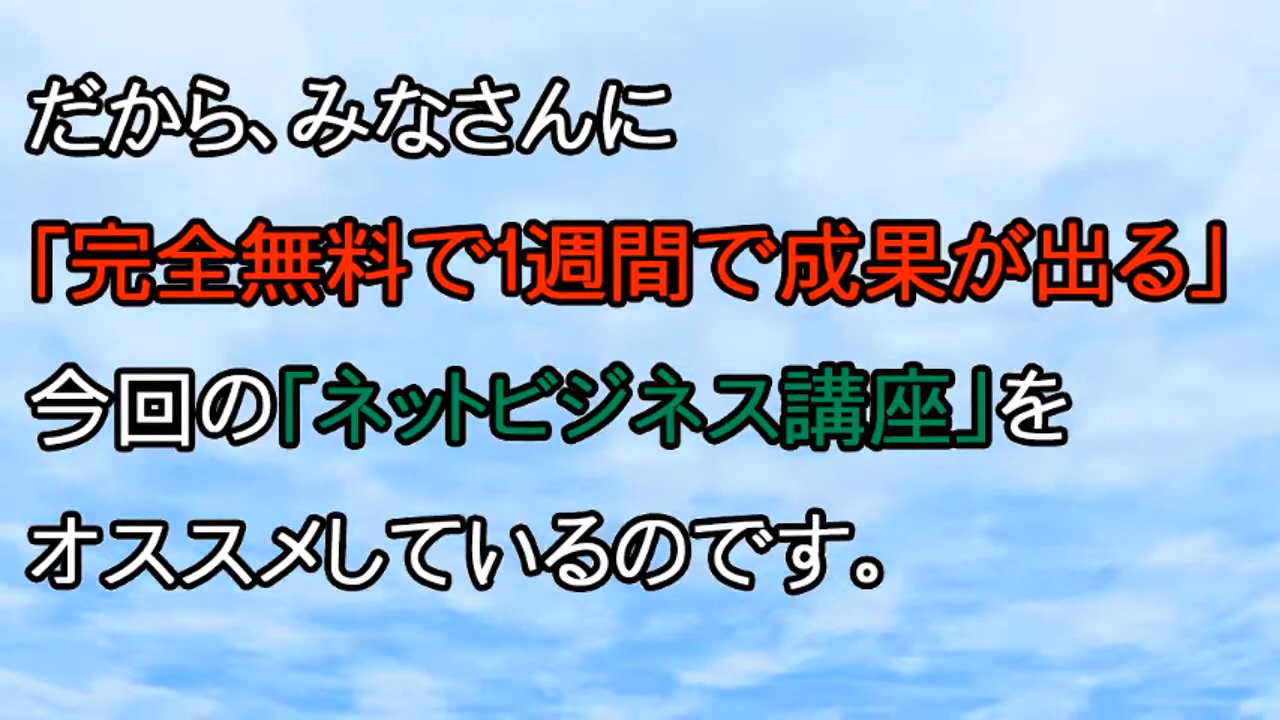 だから、みなさんに
「完全無料で1週間で成果が出る」
今回の「ネットビジネス講座」を
オススメしているのです。